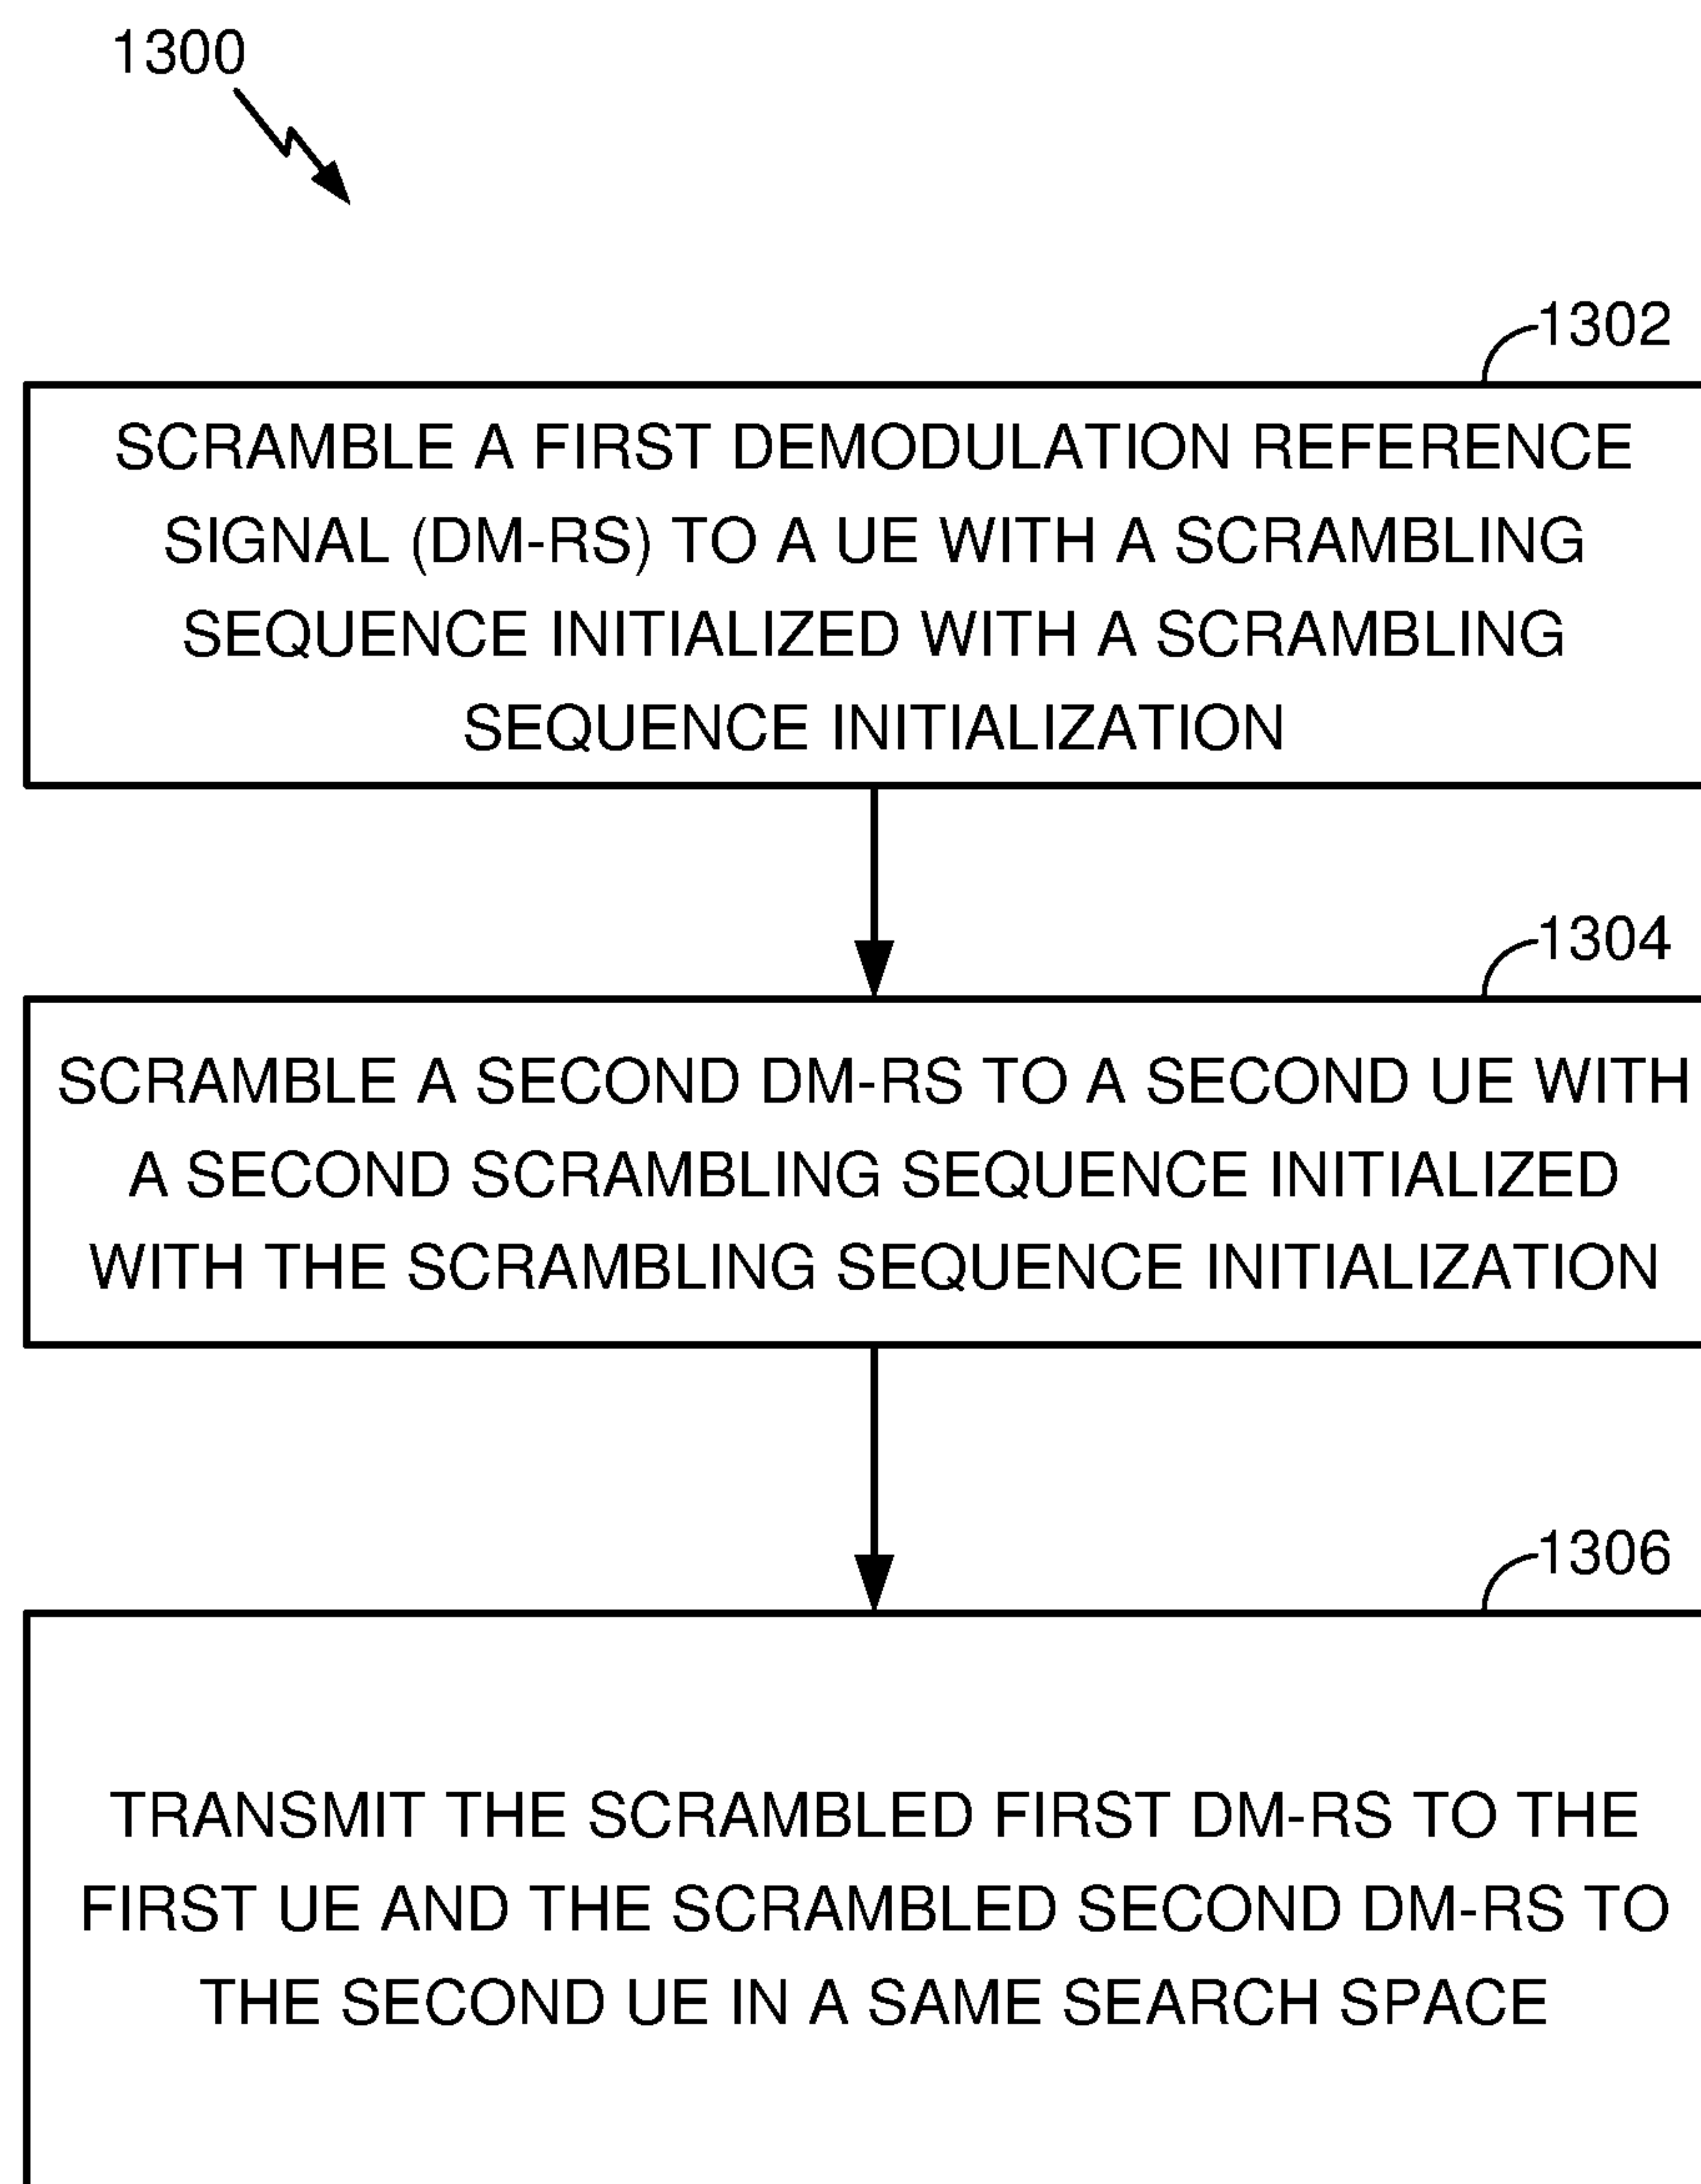 1300
1302
SCRAMBLE A FIRST DEMODULATION REFERENCE
SIGNAL (DM-RS) TO A UE WITH A SCRAMBLING
SEQUENCE INITIALIZED WITH A SCRAMBLING
SEQUENCE INITIALIZATION
1304
SCRAMBLE A SECOND DM-RS TO A SECOND UE WITH
A SECOND SCRAMBLING SEQUENCE INITIALIZED
WITH THE SCRAMBLING SEQUENCE INITIALIZATION
1306
TRANSMIT THE SCRAMBLED FIRST DM-RS TO THE
FIRST UE AND THE SCRAMBLED SECOND DM-RS TO
THE SECOND UE IN A SAME SEARCH SPACE